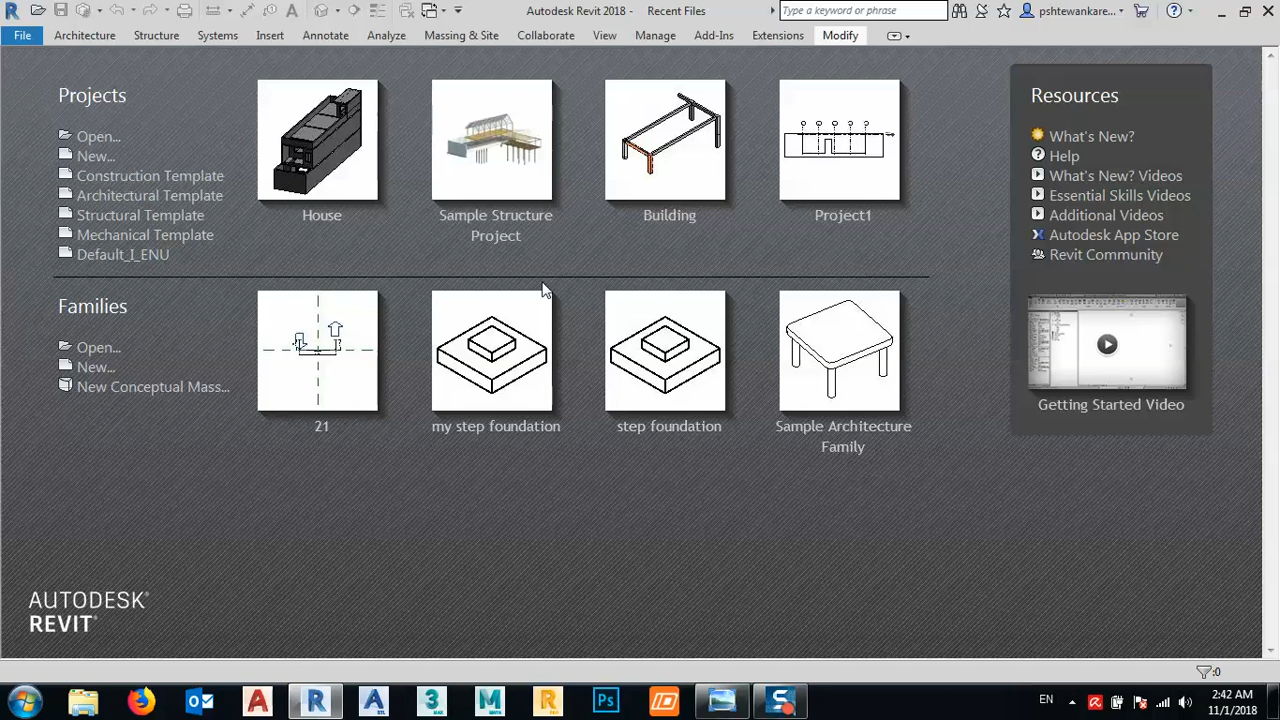 Autodesk Revit 2018 - Recent Files
Type a keyword or phrase
pshtewankare...
File Architecture Structure Systems Insert Annotate Analyze Massing & Site Collaborate View Manage Add-Ins Extensions Modify
Projects
Open...
New...
Construction Template
Architectural Template
Structural Template
Mechanical Template
Default_I_ENU
House
Sample Structure
Project
Building
Project1
Families
Open...
New...
New Conceptual Mass...
21
my step foundation
step foundation
Sample Architecture
Family
Resources
What's New?
Help
What's New? Videos
Essential Skills Videos
Additional Videos
Autodesk App Store
Revit Community
Getting Started Video
AUTODESK®
REVIT®
:0
EN
2:42 AM
11/1/2018